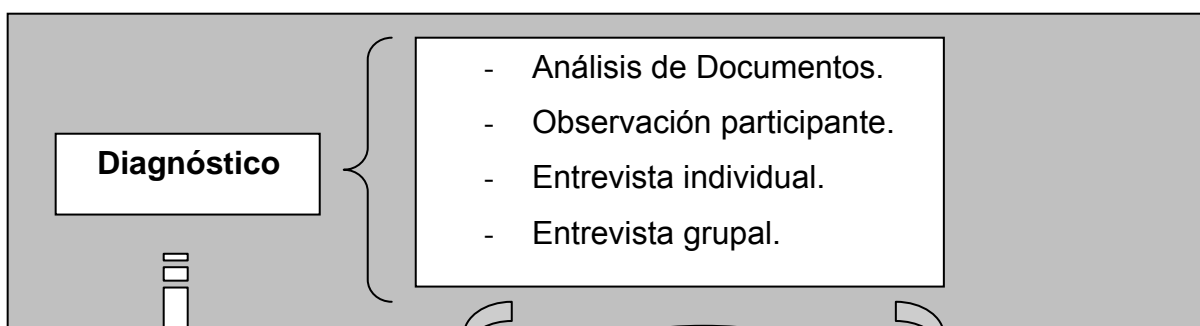 Diagnóstico
- Análisis de Documentos.
- Observación participante.
- Entrevista individual.
- Entrevista grupal.